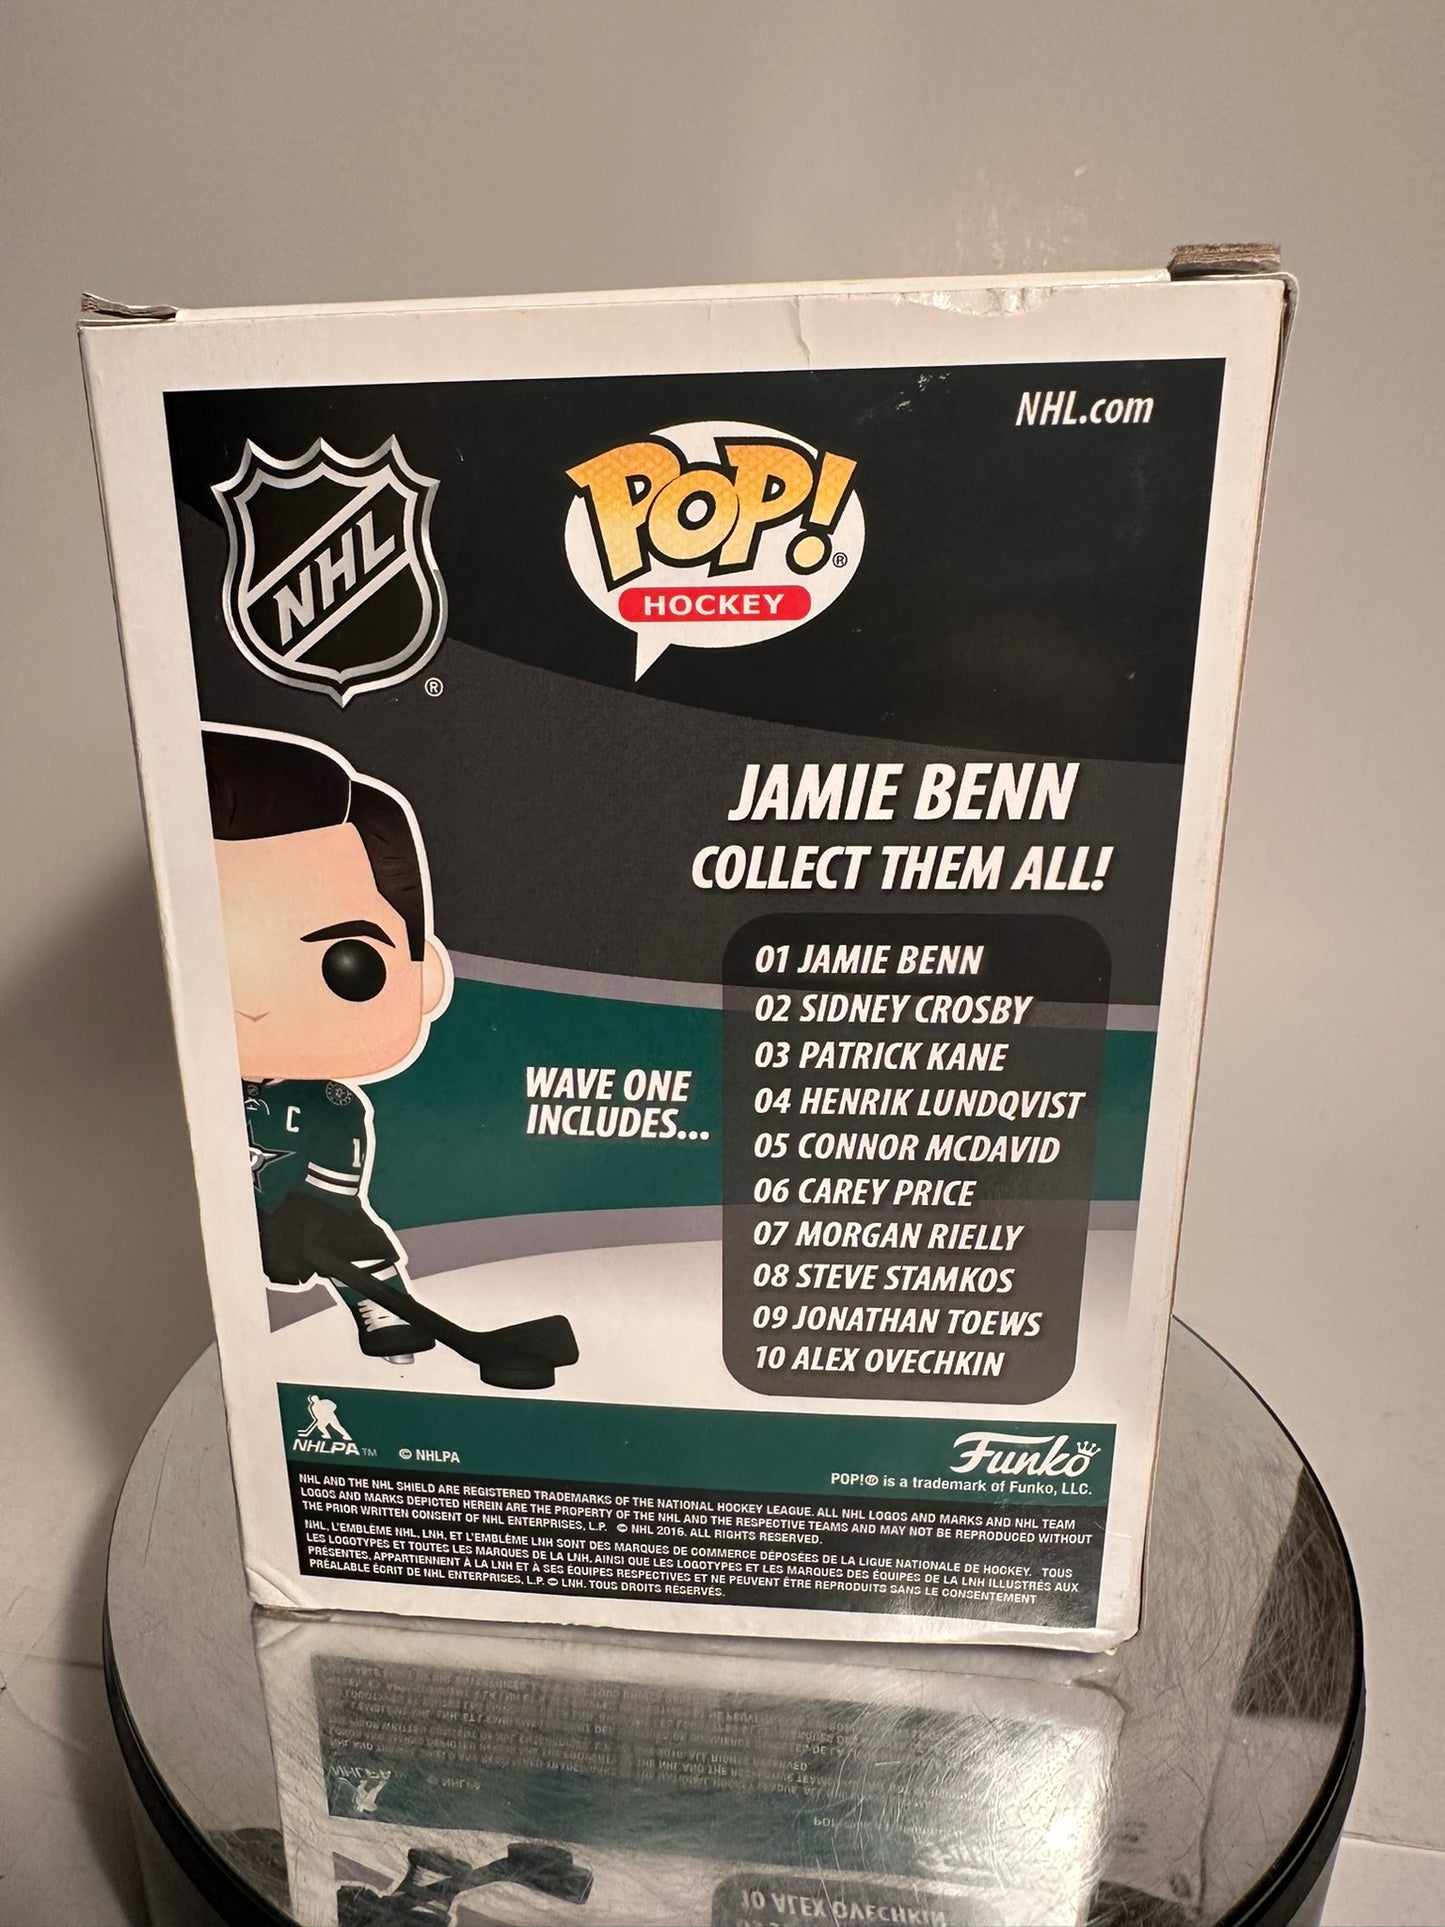 NHL.com
NHL
®
POP!
®
HOCKEY
JAMIE BENN
COLLECT THEM ALL!
WAVE ONE
INCLUDES...
01 JAMIE BENN
02 SIDNEY CROSBY
03 PATRICK KANE
04 HENRIK LUNDQVIST
05 CONNOR MCDAVID
06 CAREY PRICE
07 MORGAN RIELLY
08 STEVE STAMKOS
09 JONATHAN TOEWS
10 ALEX OVECHKIN
C
1
NHLPA™ © NHLPA
Funko
POP!® is a trademark of Funko, LLC.
NHL AND THE NHL SHIELD ARE REGISTERED TRADEMARKS OF THE NATIONAL HOCKEY LEAGUE. ALL NHL LOGOS AND MARKS AND NHL TEAM
LOGOS AND MARKS DEPICTED HEREIN ARE THE PROPERTY OF THE NHL AND THE RESPECTIVE TEAMS AND MAY NOT BE REPRODUCED WITHOUT
THE PRIOR WRITTEN CONSENT OF NHL ENTERPRISES, L.P. © NHL 2016. ALL RIGHTS RESERVED.
NHL, L'EMBLÈME NHL, LNH, ET L'EMBLÈME LNH SONT DES MARQUES DE COMMERCE DÉPOSÉES DE LA LIGUE NATIONALE DE HOCKEY. TOUS
LES LOGOTYPES ET TOUTES LES MARQUES DE LA LNH, AINSI QUE LES LOGOTYPES ET LES MARQUES DES ÉQUIPES DE LA LNH ILLUSTRÉS AUX
PRÉSENTES, APPARTIENNENT À LA LNH ET À SES ÉQUIPES RESPECTIVES ET NE PEUVENT ÊTRE REPRODUITS SANS LE CONSENTEMENT
PRÉALABLE ÉCRIT DE NHL ENTERPRISES, L.P. © LNH. TOUS DROITS RÉSERVÉS.